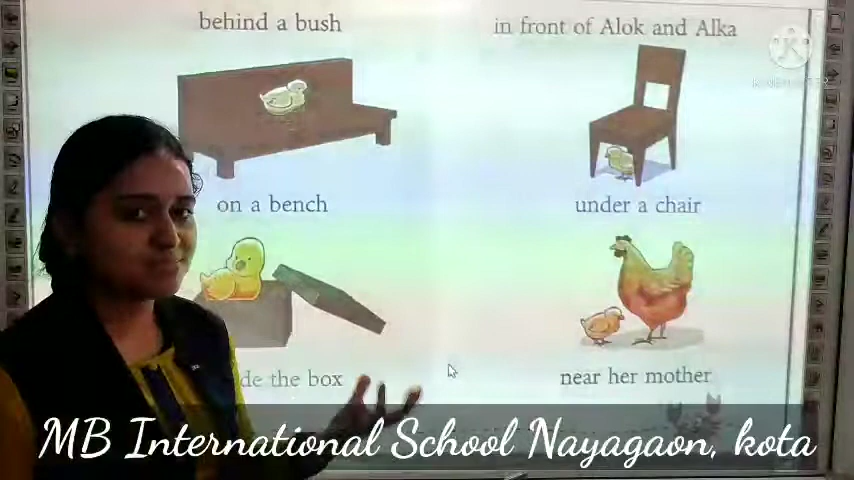 behind a bush
in front of Alok and Alka
on a bench
under a chair
de the box
near her mother
MB International School Nayagaon, kota